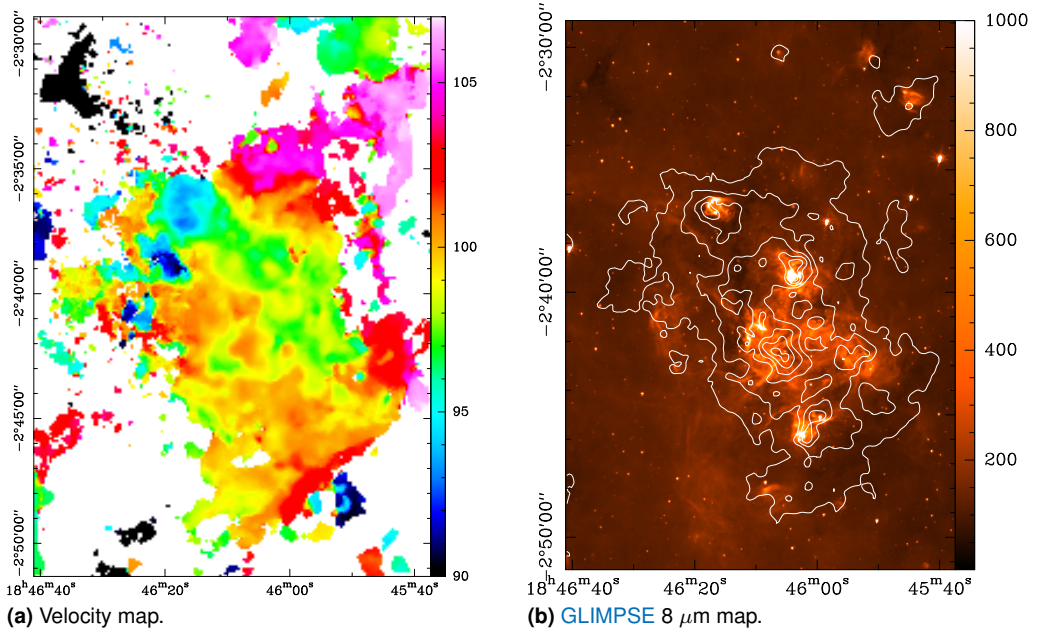 −2°30′00″
−2°35′00″
−2°40′00″
−2°45′00″
−2°50′00″
18ʰ46ᵐ40ˢ
46ᵐ20ˢ
46ᵐ00ˢ
45ᵐ40ˢ
105
100
95
90
(a) Velocity map.
−2°30′00″
−2°40′00″
−2°50′00″
18ʰ46ᵐ40ˢ
46ᵐ20ˢ
46ᵐ00ˢ
45ᵐ40ˢ
1000
800
600
400
200
(b) GLIMPSE 8 μm map.